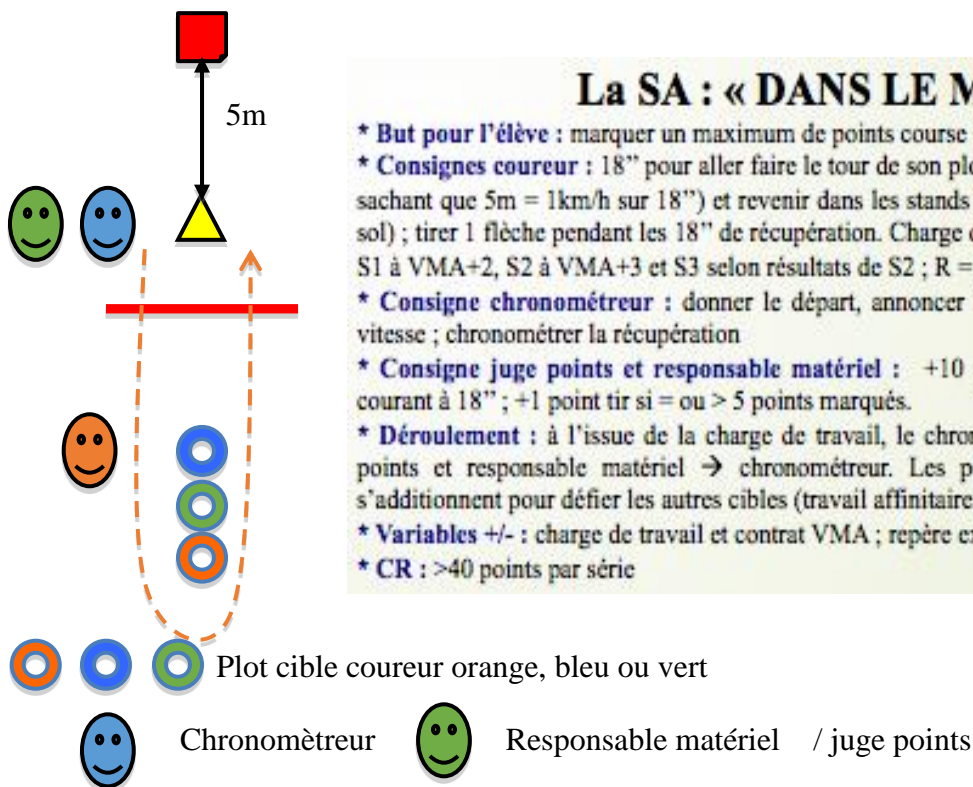 5m
La SA : « DANS LE M
* But pour l’élève : marquer un maximum de points course
* Consignes coureur : 18’’ pour aller faire le tour de son plo
sachant que 5m = 1km/h sur 18’’) et revenir dans les stands
sol) ; tirer 1 flèche pendant les 18’’ de récupération. Charge
S1 à VMA+2, S2 à VMA+3 et S3 selon résultats de S2 ; R =
* Consigne chronométreur : donner le départ, annoncer
vitesse ; chronométrer la récupération
* Consigne juge points et responsable matériel : +10
courant à 18’’ ; +1 point tir si = ou > 5 points marqués.
* Déroulement : à l’issue de la charge de travail, le chron
points et responsable matériel → chronométreur. Les p
s’additionnent pour défier les autres cibles (travail affinitaire
* Variables +/- : charge de travail et contrat VMA ; repère ex
* CR : >40 points par série
Plot cible coureur orange, bleu ou vert
Chronomètreur Responsable matériel / juge points